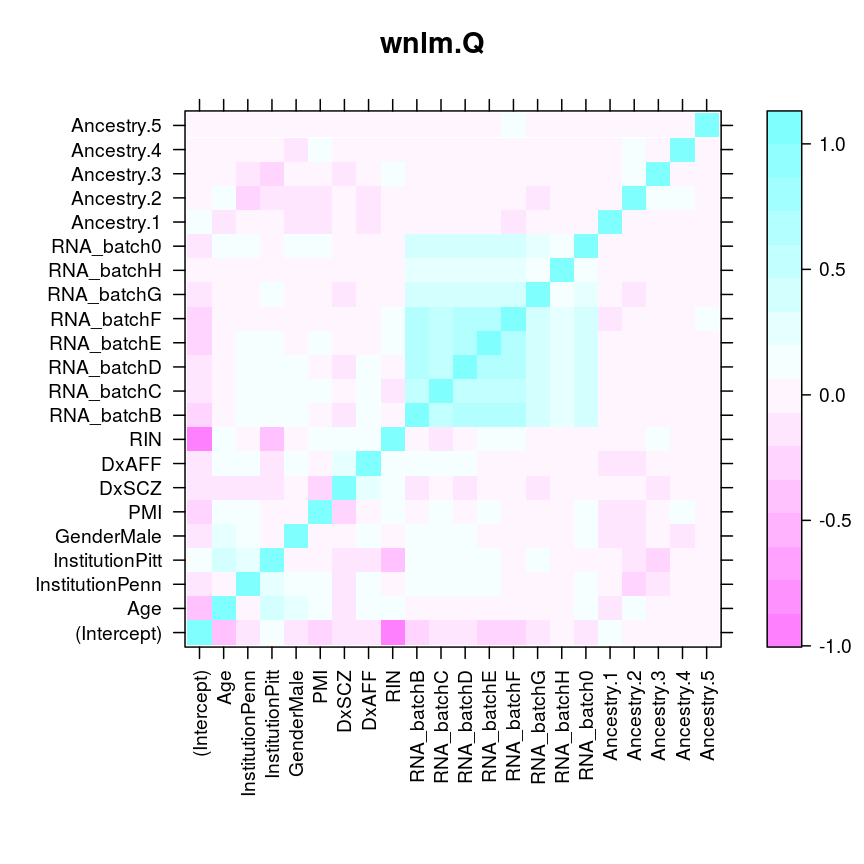 wnlm.Q
Ancestry.5
Ancestry.4
Ancestry.3
Ancestry.2
Ancestry.1
RNA_batch0
RNA_batchH
RNA_batchG
RNA_batchF
RNA_batchE
RNA_batchD
RNA_batchC
RNA_batchB
RIN
DxAFF
DxSCZ
PMI
GenderMale
InstitutionPitt
InstitutionPenn
Age
(Intercept)
(Intercept)
Age
InstitutionPenn
InstitutionPitt
GenderMale
PMI
DxSCZ
DxAFF
RIN
RNA_batchB
RNA_batchC
RNA_batchD
RNA_batchE
RNA_batchF
RNA_batchG
RNA_batchH
RNA_batch0
Ancestry.1
Ancestry.2
Ancestry.3
Ancestry.4
Ancestry.5
1.0
0.5
0.0
-0.5
-1.0